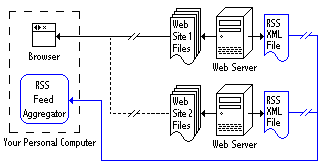 Browser
RSS
Feed
Aggregator
Your Personal Computer
Web
Site 1
Files
Web Server
RSS
XML
File
Web
Site 2
Files
Web Server
RSS
XML
File